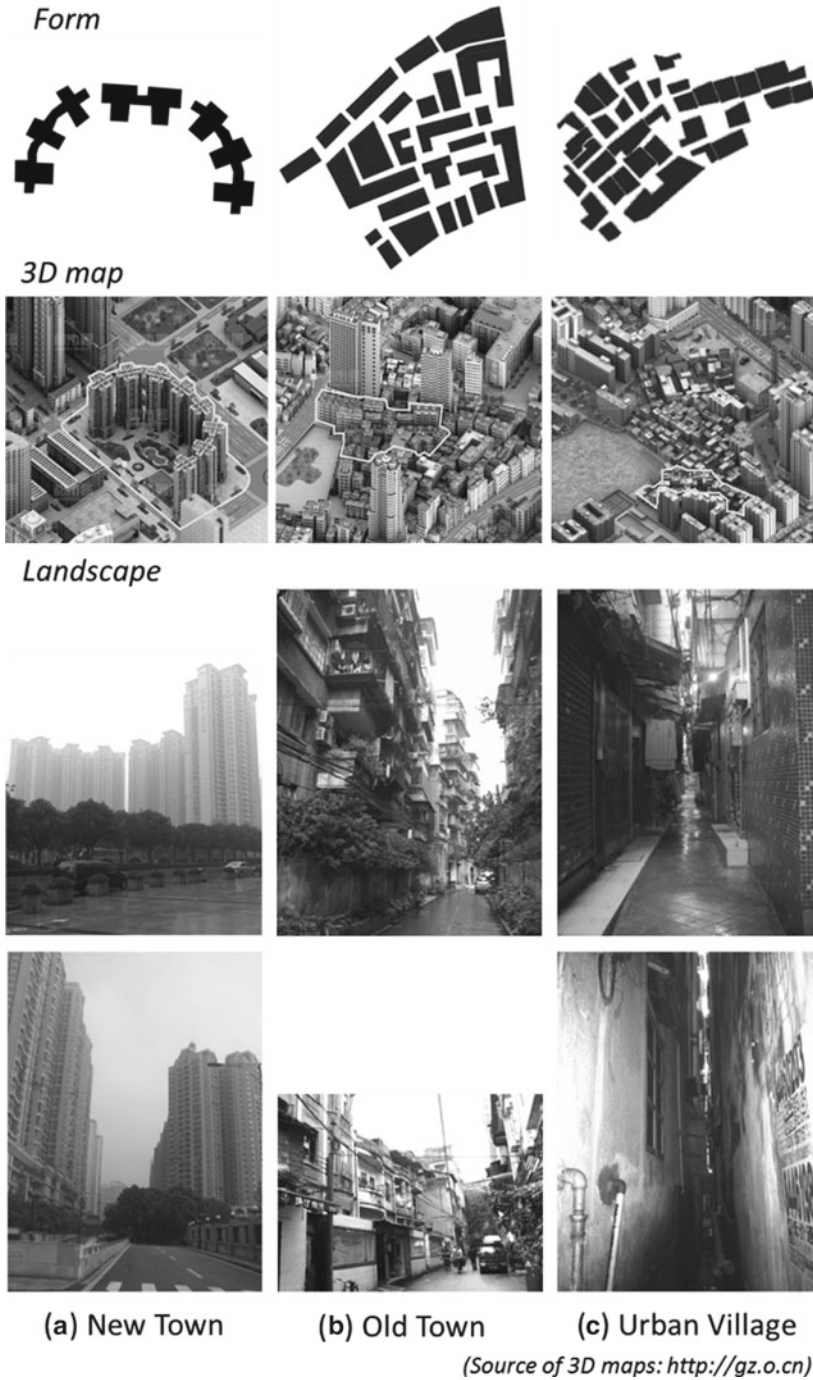 Form
3D map
Landscape
(a) New Town
(b) Old Town
(c) Urban Village
(Source of 3D maps: http://gz.o.cn)